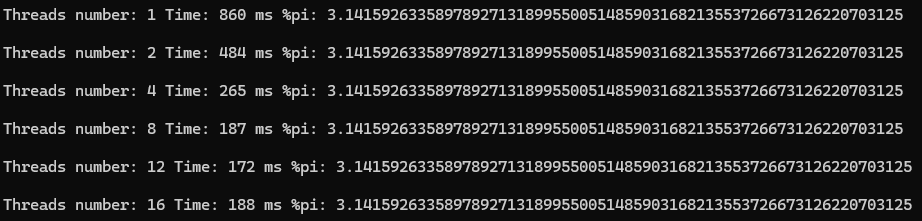 Threads number: 1 Time: 860 ms %pi: 3.14159263358978927131899550051485903168213553726673126220703125
Threads number: 2 Time: 484 ms %pi: 3.14159263358978927131899550051485903168213553726673126220703125
Threads number: 4 Time: 265 ms %pi: 3.14159263358978927131899550051485903168213553726673126220703125
Threads number: 8 Time: 187 ms %pi: 3.14159263358978927131899550051485903168213553726673126220703125
Threads number: 12 Time: 172 ms %pi: 3.14159263358978927131899550051485903168213553726673126220703125
Threads number: 16 Time: 188 ms %pi: 3.14159263358978927131899550051485903168213553726673126220703125